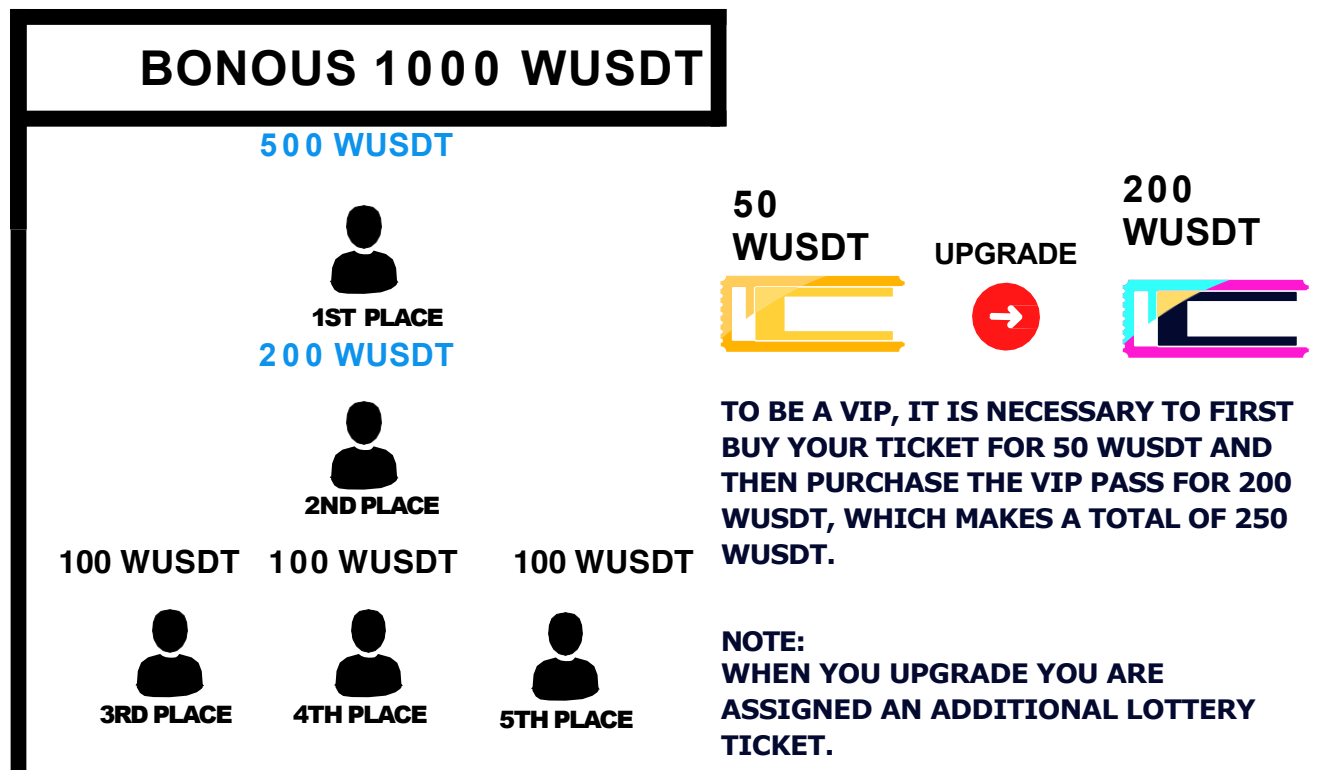 BONOUS 1000 WUSDT
500 WUSDT
1ST PLACE
200 WUSDT
2ND PLACE
100 WUSDT 100 WUSDT 100 WUSDT
3RD PLACE 4TH PLACE 5TH PLACE
50
WUSDT
UPGRADE
200
WUSDT
TO BE A VIP, IT IS NECESSARY TO FIRST
BUY YOUR TICKET FOR 50 WUSDT AND
THEN PURCHASE THE VIP PASS FOR 200
WUSDT, WHICH MAKES A TOTAL OF 250
WUSDT.
NOTE:
WHEN YOU UPGRADE YOU ARE
ASSIGNED AN ADDITIONAL LOTTERY
TICKET.